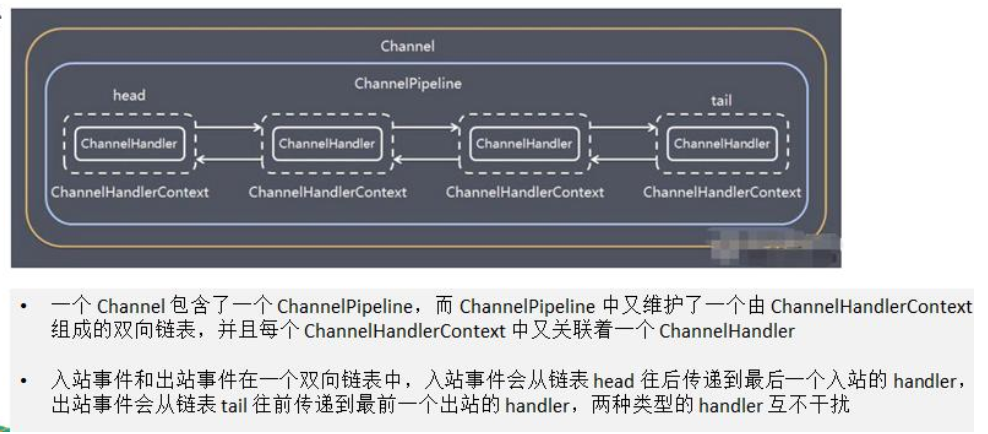 Channel
ChannelPipeline
head
tail
ChannelHandler ChannelHandler ChannelHandler ChannelHandler
ChannelHandlerContext ChannelHandlerContext ChannelHandlerContext ChannelHandlerContext
• 一个 Channel 包含了一个 ChannelPipeline，而 ChannelPipeline 中又维护了一个由 ChannelHandlerContext
组成的双向链表，并且每个 ChannelHandlerContext 中又关联着一个 ChannelHandler
• 入站事件和出站事件在一个双向链表中，入站事件会从链表 head 往后传递到最后一个入站的 handler，
出站事件会从链表 tail 往前传递到最前一个出站的 handler，两种类型的 handler 互不干扰